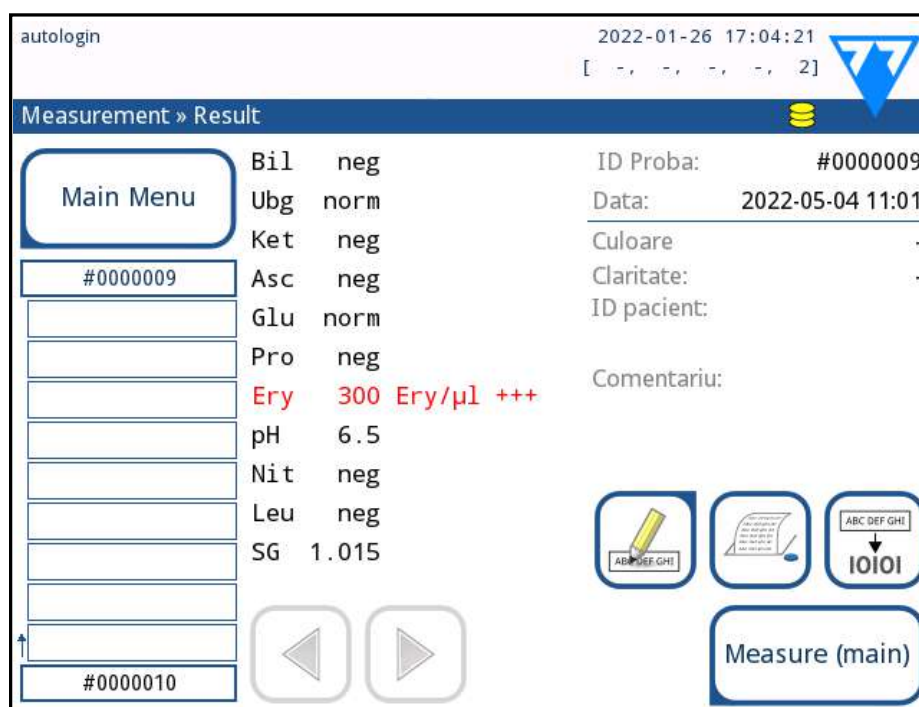 autologin
2022-01-26 17:04:21
[ -, -, -, -, 2]
Measurement » Result
Main Menu
#0000009
#0000010
Bil neg
Ubg norm
Ket neg
Asc neg
Glu norm
Pro neg
Ery 300 Ery/µl +++
pH 6.5
Nit neg
Leu neg
SG 1.015
ID Proba: #0000009
Data: 2022-05-04 11:01
Culoare -
Claritate: -
ID pacient:
Comentariu:
ABC DEF GHI
IOIOI
Measure (main)